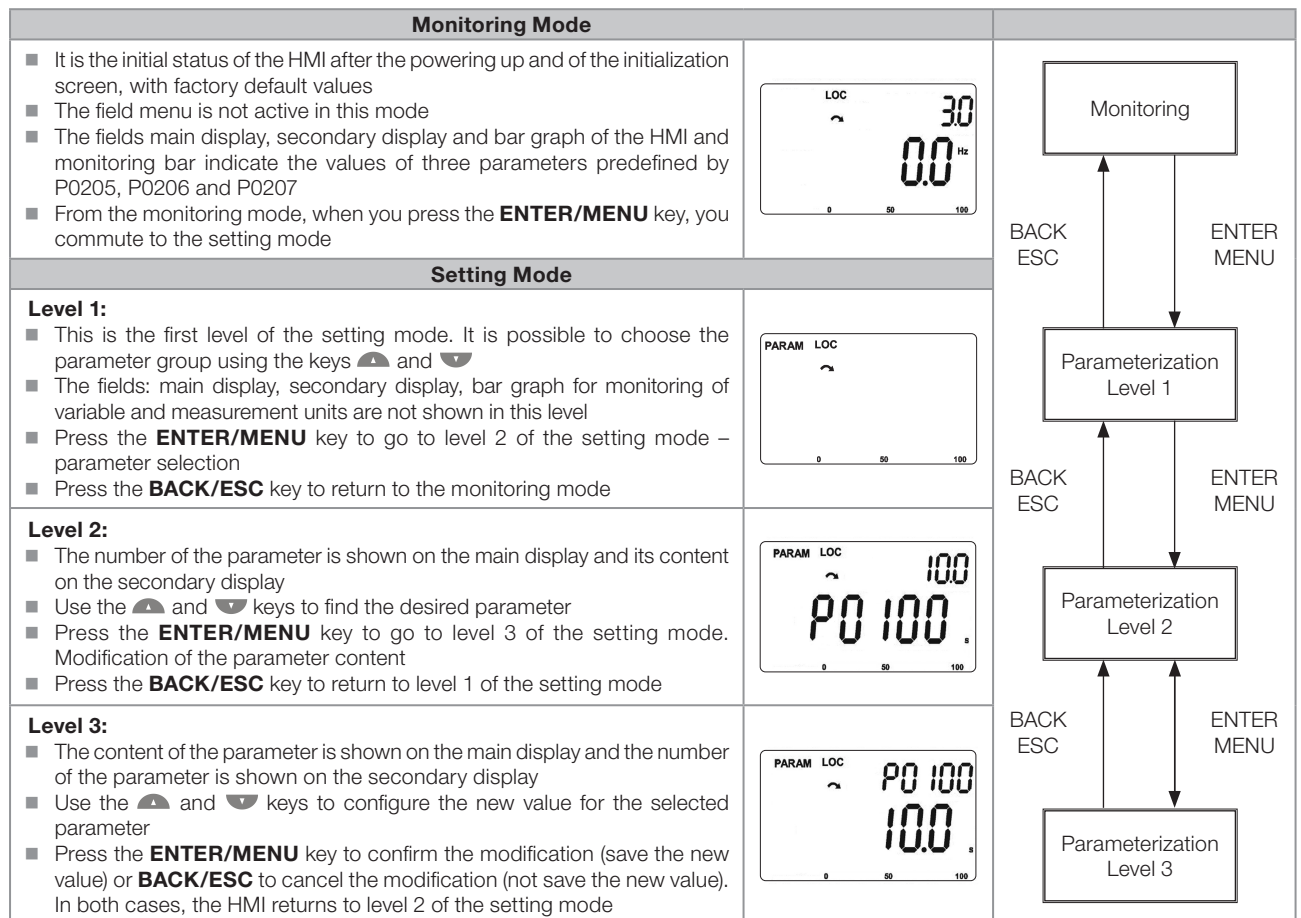 Monitoring Mode
■ It is the initial status of the HMI after the powering up and of the initialization
screen, with factory default values
■ The field menu is not active in this mode
■ The fields main display, secondary display and bar graph of the HMI and
monitoring bar indicate the values of three parameters predefined by
P0205, P0206 and P0207
■ From the monitoring mode, when you press the ENTER/MENU key, you
commute to the setting mode
LOC
3.0
0.0 Hz
0 50 100
Setting Mode
Level 1:
■ This is the first level of the setting mode. It is possible to choose the
parameter group using the keys and
■ The fields: main display, secondary display, bar graph for monitoring of
variable and measurement units are not shown in this level
■ Press the ENTER/MENU key to go to level 2 of the setting mode –
parameter selection
■ Press the BACK/ESC key to return to the monitoring mode
PARAM LOC
0 50 100
Level 2:
■ The number of the parameter is shown on the main display and its content
on the secondary display
■ Use the and keys to find the desired parameter
■ Press the ENTER/MENU key to go to level 3 of the setting mode.
Modification of the parameter content
■ Press the BACK/ESC key to return to level 1 of the setting mode
PARAM LOC
10.0
P0100 s
0 50 100
Level 3:
■ The content of the parameter is shown on the main display and the number
of the parameter is shown on the secondary display
■ Use the and keys to configure the new value for the selected
parameter
■ Press the ENTER/MENU key to confirm the modification (save the new
value) or BACK/ESC to cancel the modification (not save the new value).
In both cases, the HMI returns to level 2 of the setting mode
PARAM LOC
P0100
10.0 s
0 50 100
Monitoring
BACK
ESC
ENTER
MENU
Parameterization
Level 1
BACK
ESC
ENTER
MENU
Parameterization
Level 2
BACK
ESC
ENTER
MENU
Parameterization
Level 3